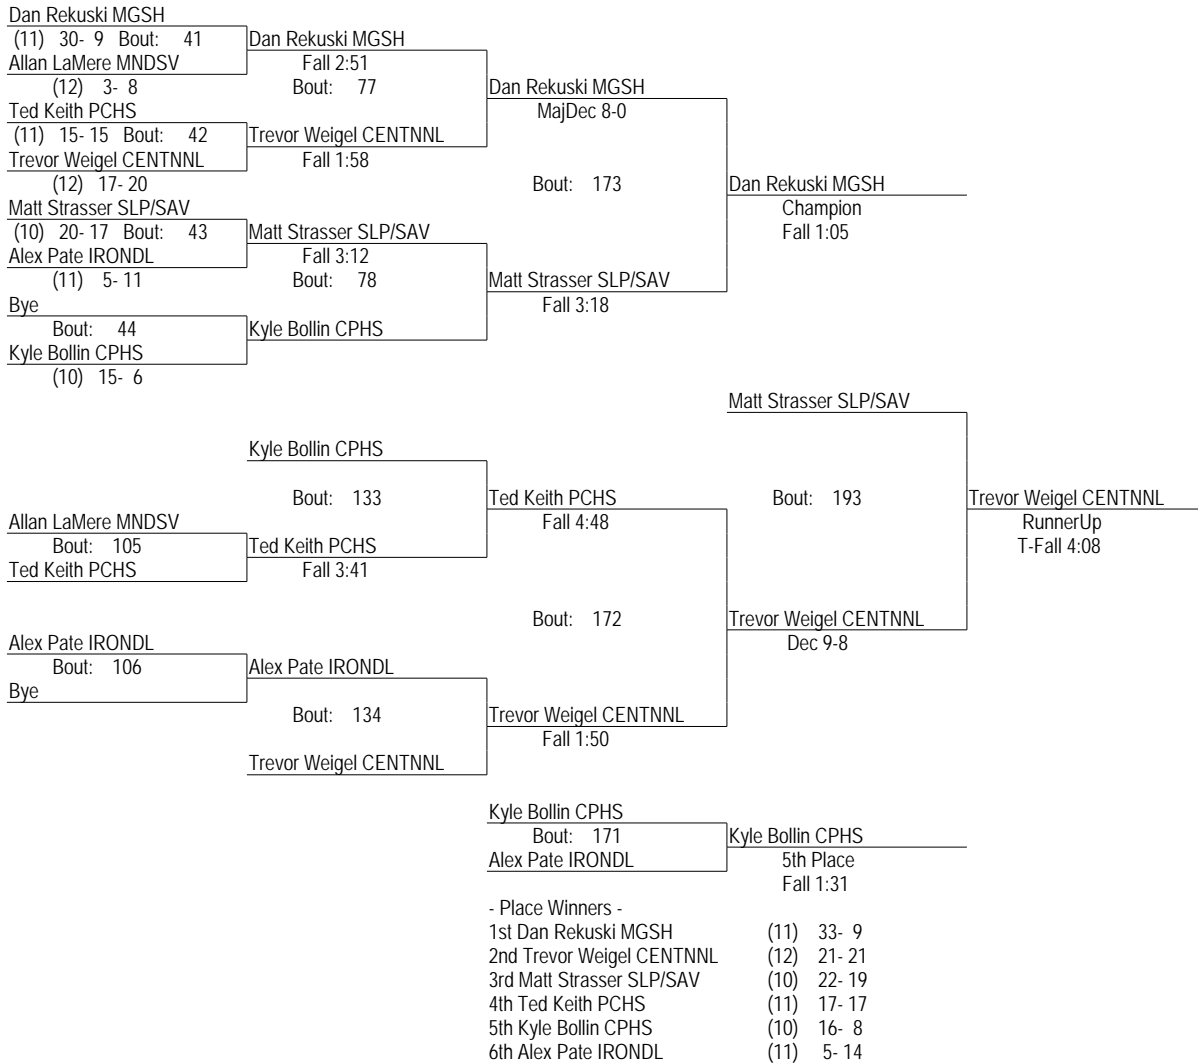 Dan Rekuski MGSH
(11) 30- 9 Bout: 41
Allan LaMere MNDSV
(12) 3- 8
Ted Keith PCHS
(11) 15- 15 Bout: 42
Trevor Weigel CENTNNL
(12) 17- 20
Matt Strasser SLP/SAV
(10) 20- 17 Bout: 43
Alex Pate IRONDL
(11) 5- 11
Bye
Bout: 44
Kyle Bollin CPHS
(10) 15- 6
Dan Rekuski MGSH
Fall 2:51
Bout: 77
Trevor Weigel CENTNNL
Fall 1:58
Matt Strasser SLP/SAV
Fall 3:12
Bout: 78
Kyle Bollin CPHS
Dan Rekuski MGSH
MajDec 8-0
Bout: 173
Matt Strasser SLP/SAV
Fall 3:18
Dan Rekuski MGSH
Champion
Fall 1:05
Allan LaMere MNDSV
Bout: 105
Ted Keith PCHS
Alex Pate IRONDL
Bout: 106
Bye
Kyle Bollin CPHS
Bout: 133
Ted Keith PCHS
Fall 3:41
Alex Pate IRONDL
Bout: 134
Trevor Weigel CENTNNL
Ted Keith PCHS
Fall 4:48
Bout: 172
Trevor Weigel CENTNNL
Fall 1:50
Matt Strasser SLP/SAV
Bout: 193
Trevor Weigel CENTNNL
Dec 9-8
Trevor Weigel CENTNNL
RunnerUp
T-Fall 4:08
Kyle Bollin CPHS
Bout: 171
Alex Pate IRONDL
Kyle Bollin CPHS
5th Place
Fall 1:31
- Place Winners -
1st Dan Rekuski MGSH (11) 33- 9
2nd Trevor Weigel CENTNNL (12) 21- 21
3rd Matt Strasser SLP/SAV (10) 22- 19
4th Ted Keith PCHS (11) 17- 17
5th Kyle Bollin CPHS (10) 16- 8
6th Alex Pate IRONDL (11) 5- 14